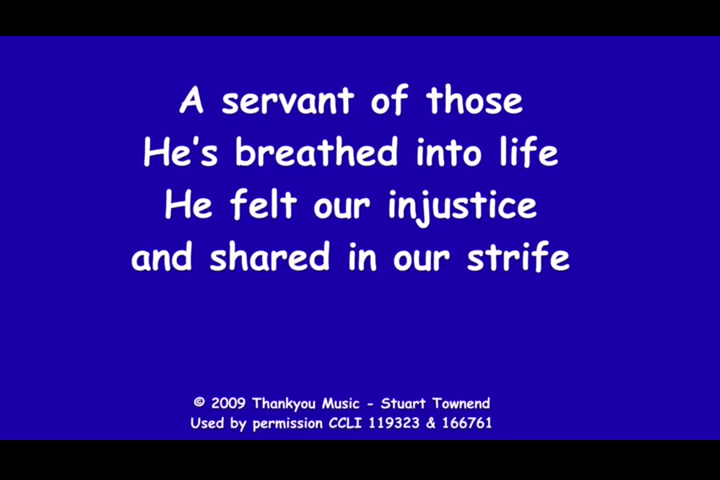 A servant of those
He's breathed into life
He felt our injustice
and shared in our strife
© 2009 Thankyou Music - Stuart Townend
Used by permission CCLI 119323 & 166761